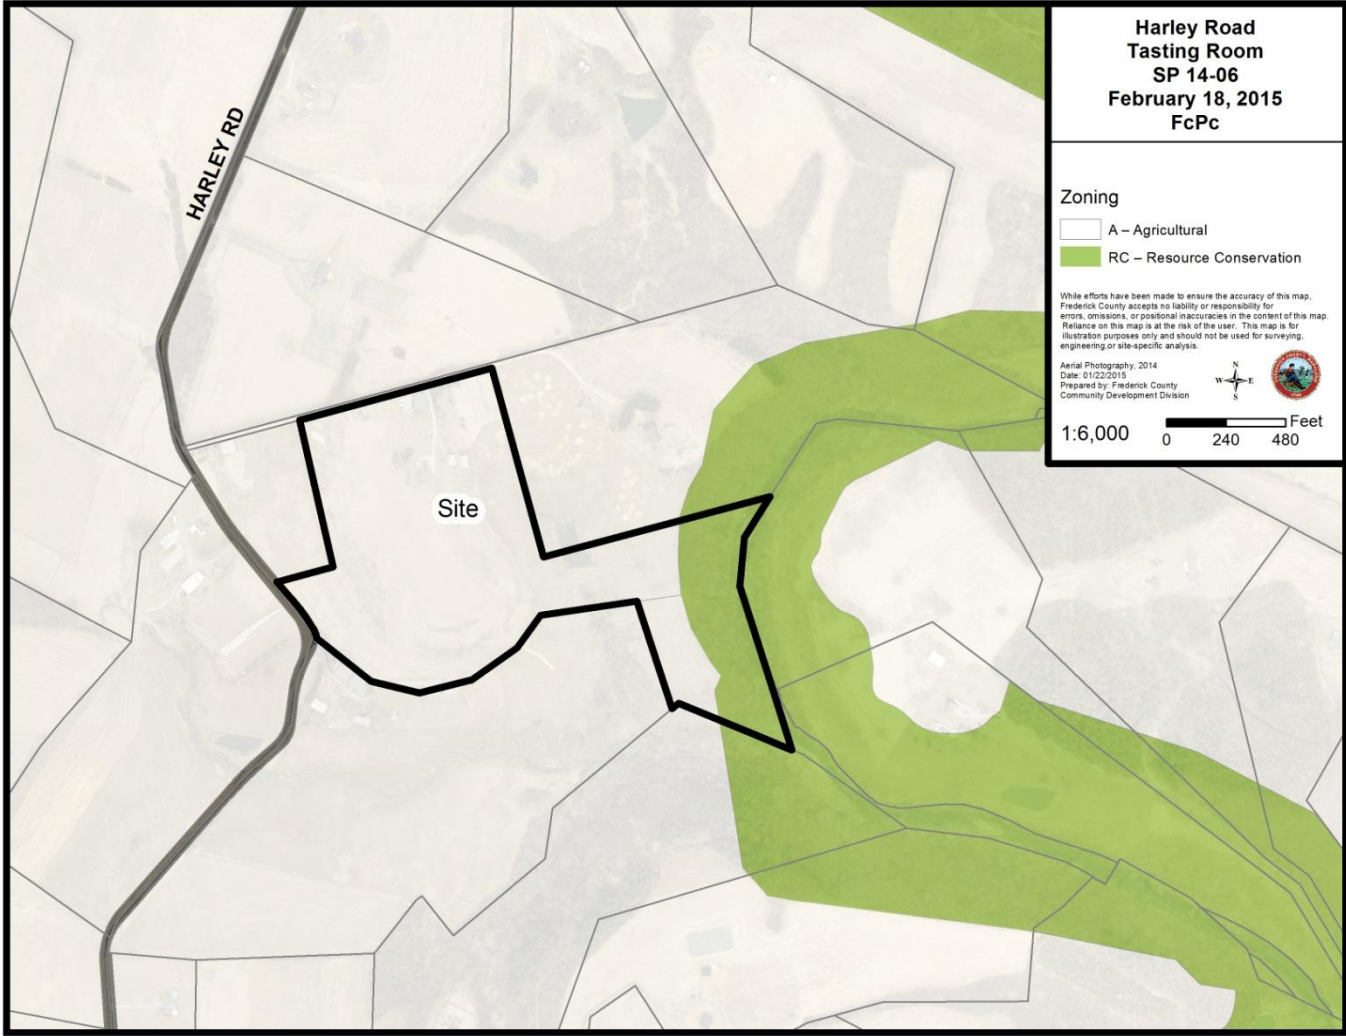 Harley Road
Tasting Room
SP 14-06
February 18, 2015
FcPc
Zoning
A – Agricultural
RC – Resource Conservation
While efforts have been made to ensure the accuracy of this map,
Frederick County accepts no liability or responsibility for
errors, omissions, or positional inaccuracies in the content of this map.
Reliance on this map is at the risk of the user. This map is for
illustration purposes only and should not be used for surveying,
engineering,or site-specific analysis.
Aerial Photography, 2014
Date: 01/22/2015
Prepared by: Frederick County
Community Development Division
N
W E
S
1:6,000
Feet
0 240 480
HARLEY RD
Site